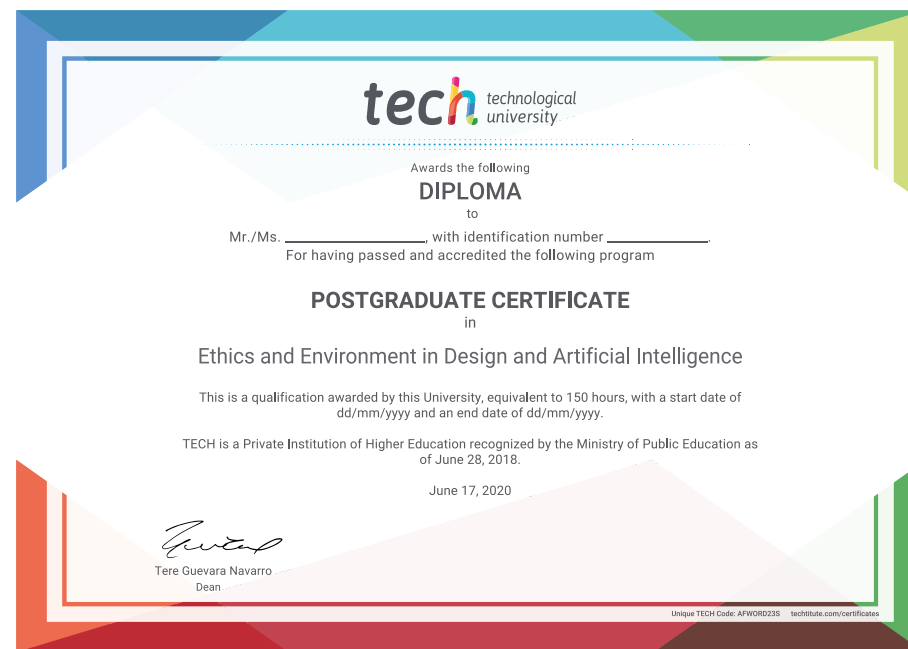 tech technological
university
Awards the following
DIPLOMA
to
Mr./Ms. ____________________, with identification number ______________.
For having passed and accredited the following program
POSTGRADUATE CERTIFICATE
in
Ethics and Environment in Design and Artificial Intelligence
This is a qualification awarded by this University, equivalent to 150 hours, with a start date of
dd/mm/yyyy and an end date of dd/mm/yyyy.
TECH is a Private Institution of Higher Education recognized by the Ministry of Public Education as
of June 28, 2018.
June 17, 2020
Tere Guevara Navarro
Dean
Unique TECH Code: AFWORD23S techtitute.com/certificates